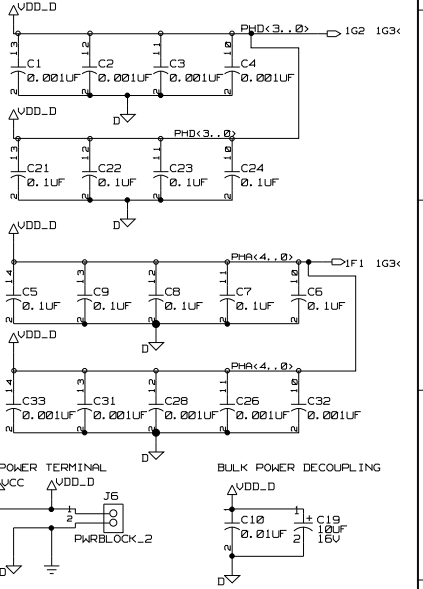 VDD_D
PHD<3..0> 1G2 1G3<
13 12 11 10
C1 C2 C3 C4
0.001UF 0.001UF 0.001UF 0.001UF
2 2 2 2
D
VDD_D
PHD<3..0>
13 12 11 10
C21 C22 C23 C24
0.1UF 0.1UF 0.1UF 0.1UF
2 2 2 2
D
VDD_D
PHA<4..0> 1F1 1G3<
14 13 12 11 10
C5 C9 C8 C7 C6
0.1UF 0.1UF 0.1UF 0.1UF 0.1UF
2 2 2 2 2
D
VDD_D
PHA<4..0>
14 13 12 11 10
C33 C31 C28 C26 C32
0.001UF 0.001UF 0.001UF 0.001UF 0.001UF
2 2 2 2 2
D
POWER TERMINAL
VCC VDD_D
J6
1
2
PWRBLOCK_2
D
BULK POWER DECOUPLING
VDD_D
1 +
C10 C19
0.01UF 10UF
2 2 16V
D